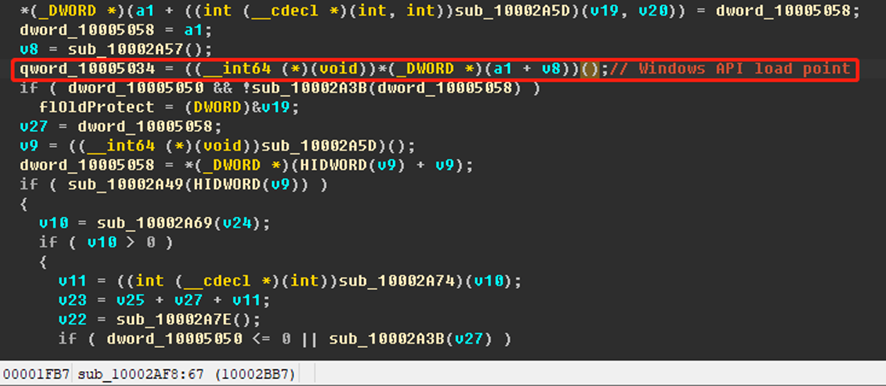 *(_DWORD *)(a1 + ((int (__cdecl *)(int, int))sub_10002A5D)(v19, v20)) = dword_10005058;
dword_10005058 = a1;
v8 = sub_10002A57();
qword_10005034 = ((__int64 (*)(void))*(_DWORD *)(a1 + v8))();// Windows API load point
if ( dword_10005050 && !sub_10002A3B(dword_10005058) )
flOldProtect = (DWORD)&v19;
v27 = dword_10005058;
v9 = ((__int64 (*)(void))sub_10002A5D)();
dword_10005058 = *(_DWORD *)(HIDWORD(v9) + v9);
if ( sub_10002A49(HIDWORD(v9)) )
{
v10 = sub_10002A69(v24);
if ( v10 > 0 )
{
v11 = ((int (__cdecl *)(int))sub_10002A74)(v10);
v23 = v25 + v27 + v11;
v22 = sub_10002A7E();
if ( dword_10005050 <= 0 || sub_10002A3B(v27) )
00001FB7 sub_10002AF8:67 (10002BB7)